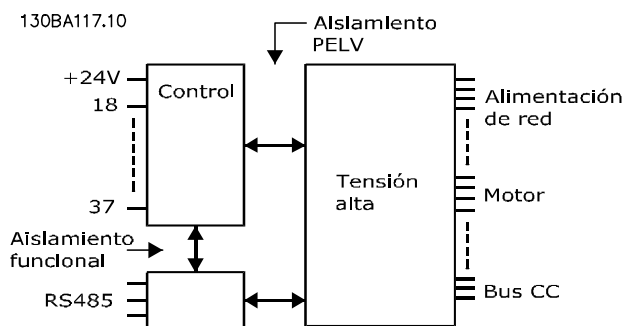 130BA117.10
Aislamiento
PELV
+24V
18
37
Control
Tensión
alta
Alimentación
de red
Motor
Bus CC
Aislamiento
funcional
RS485